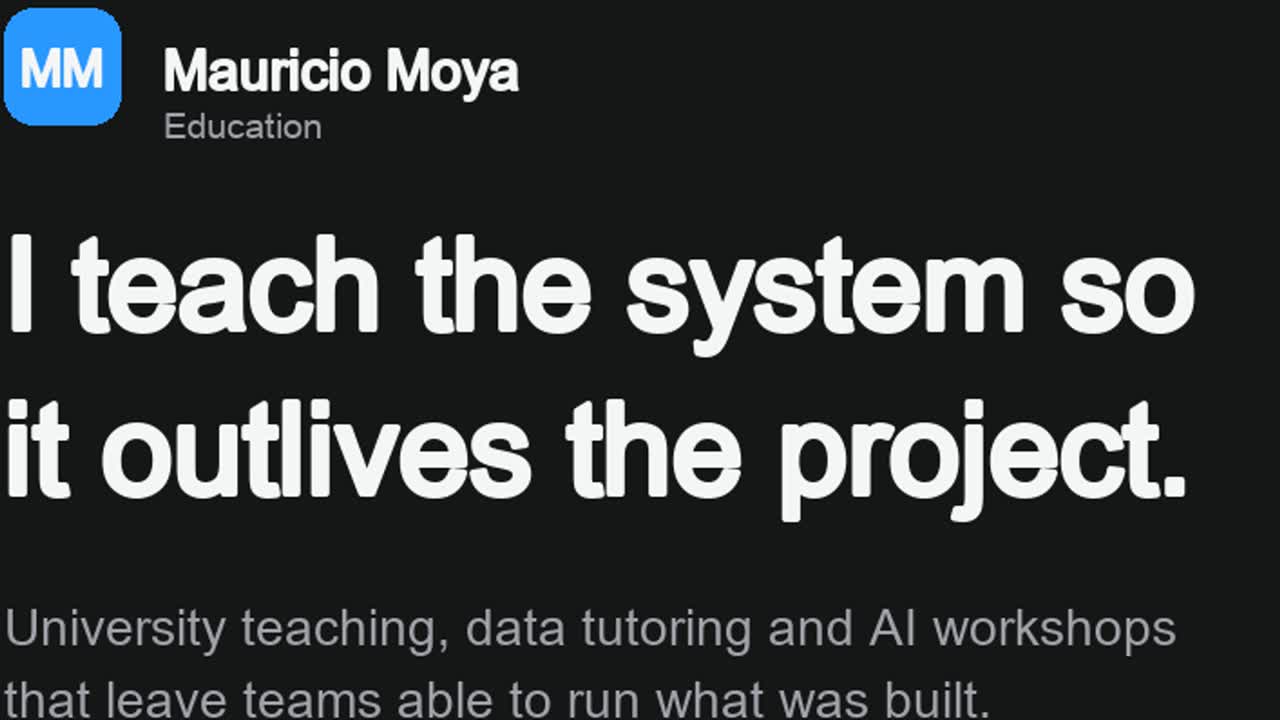 MM
Mauricio Moya
Education
I teach the system so
it outlives the project.
University teaching, data tutoring and AI workshops
that leave teams able to run what was built.